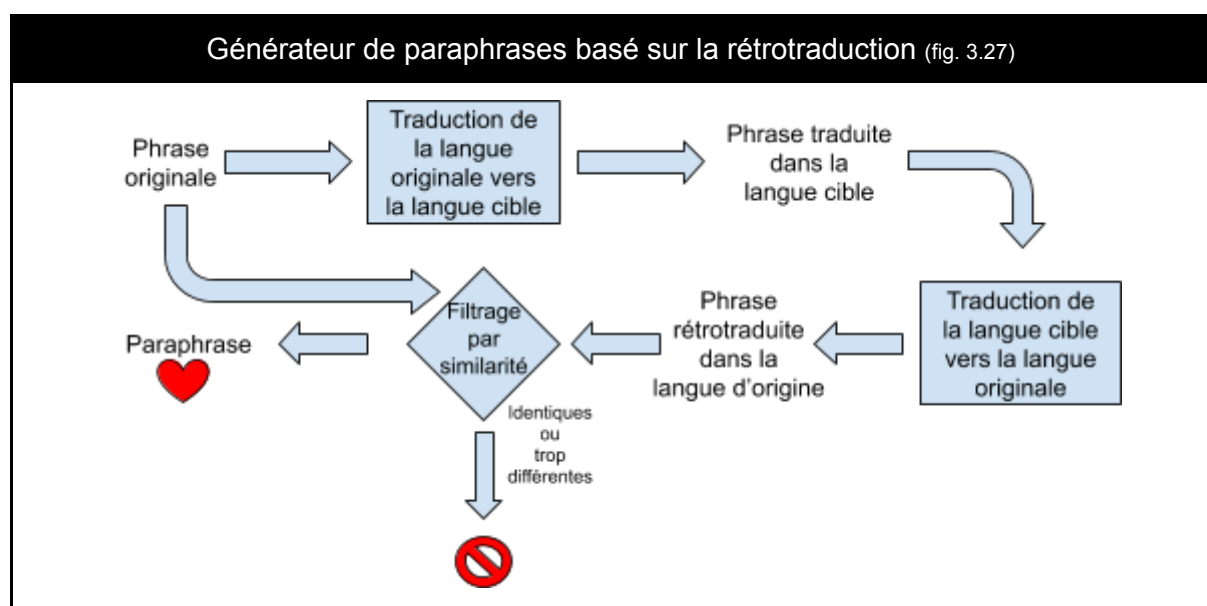 Générateur de paraphrases basé sur la rétrotraduction (fig. 3.27)
Phrase
originale
Traduction de
la langue
originale vers
la langue cible
Phrase traduite
dans la
langue cible
Traduction de
la langue cible
vers la langue
originale
Phrase
rétrotraduite
dans la
langue d'origine
Filtrage
par
similarité
Paraphrase
Identiques
ou
trop
différentes